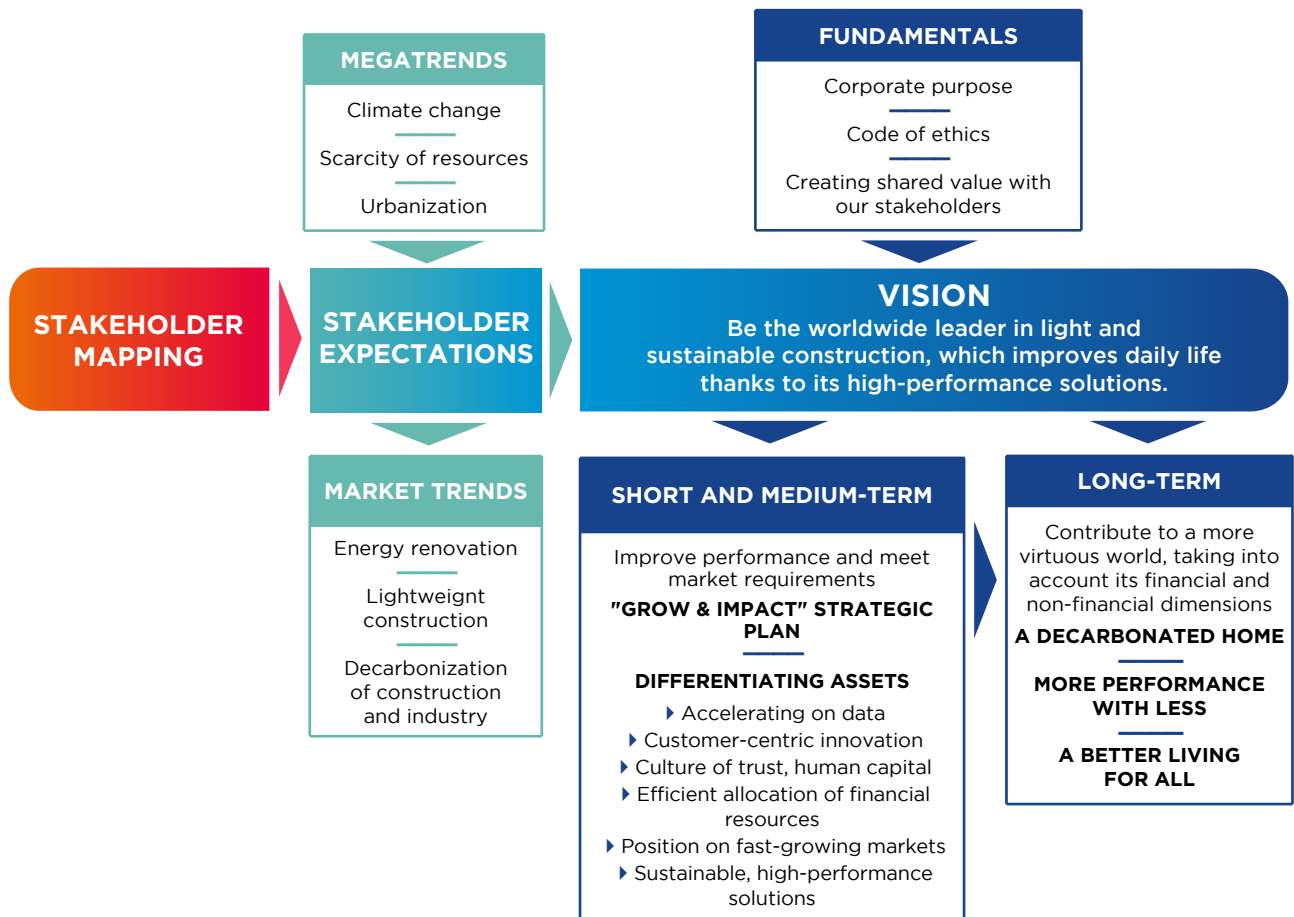 MEGATRENDS
Climate change
Scarcity of resources
Urbanization
FUNDAMENTALS
Corporate purpose
Code of ethics
Creating shared value with
our stakeholders
STAKEHOLDER
MAPPING
STAKEHOLDER
EXPECTATIONS
VISION
Be the worldwide leader in light and
sustainable construction, which improves daily life
thanks to its high-performance solutions.
MARKET TRENDS
Energy renovation
Lightweignt
construction
Decarbonization
of construction
and industry
SHORT AND MEDIUM-TERM
Improve performance and meet
market requirements
"GROW & IMPACT" STRATEGIC
PLAN
DIFFERENTIATING ASSETS
Accelerating on data
Customer-centric innovation
Culture of trust, human capital
Efficient allocation of financial
resources
Position on fast-growing markets
Sustainable, high-performance
solutions
LONG-TERM
Contribute to a more
virtuous world, taking into
account its financial and
non-financial dimensions
A DECARBONATED HOME
MORE PERFORMANCE
WITH LESS
A BETTER LIVING
FOR ALL